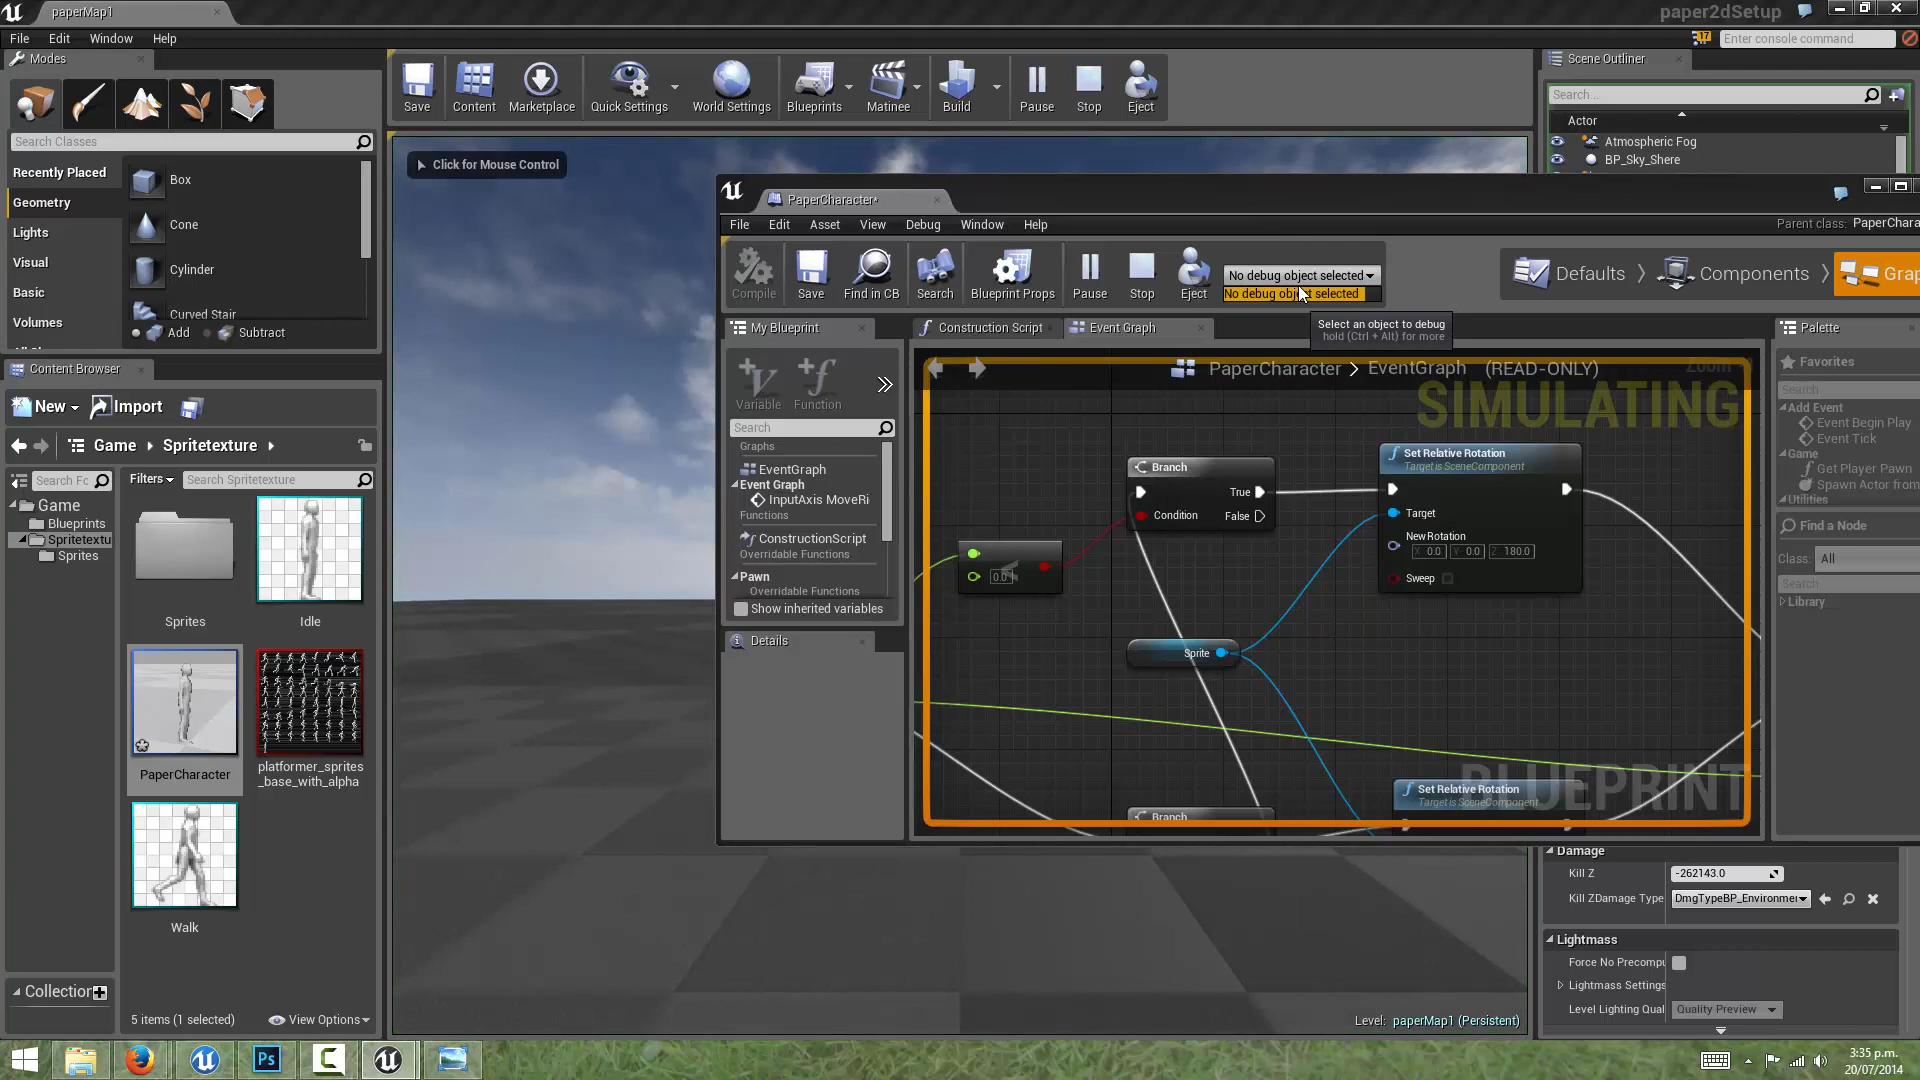 paperMap1
paper2dSetup
File Edit Window Help
17
Enter console command
Modes
Save Content Marketplace Quick Settings World Settings Blueprints Matinee Build Pause Stop Eject
Scene Outliner
Search...
Actor
Atmospheric Fog
BP_Sky_Shere
Search Classes
Recently Placed
Geometry
Lights
Visual
Basic
Volumes
Box
Cone
Cylinder
Curved Stair
Add Subtract
Click for Mouse Control
PaperCharacter*
File Edit Asset View Debug Window Help
Parent class: PaperChara
Compile Save Find in CB Search Blueprint Props Pause Stop Eject
No debug object selected
No debug object selected
Select an object to debug
hold (Ctrl + Alt) for more
Defaults Components Grap
My Blueprint
Variable Function
Search
Graphs
EventGraph
Event Graph
InputAxis MoveRi
Functions
ConstructionScript
Overridable Functions
Pawn
Overridable Functions
Show inherited variables
Details
Construction Script Event Graph
PaperCharacter > EventGraph (READ-ONLY)
Zoom
SIMULATING
Branch
True
Condition False
0.0
Set Relative Rotation
Target is SceneComponent
Target
New Rotation
X 0.0 Y 0.0 Z 180.0
Sweep
Sprite
Branch
Set Relative Rotation
Target is SceneComponent
BLUEPRINT
Palette
Favorites
Search
Add Event
Event Begin Play
Event Tick
Game
Get Player Pawn
Spawn Actor from
Utilities
Find a Node
Class: All
Search
Library
Content Browser
New Import
Game Spritetexture
Search Fo
Filters Search Spritetexture
Game
Blueprints
Spritetextu
Sprites
Sprites
Idle
PaperCharacter
platformer_sprites
_base_with_alpha
Walk
Collection
5 items (1 selected) View Options
Level: paperMap1 (Persistent)
Damage
Kill Z -262143.0
Kill ZDamage Type DmgTypeBP_Environmer
Lightmass
Force No Precompu
Lightmass Settings
Level Lighting Qual Quality Preview
Ps
3:35 p.m.
20/07/2014